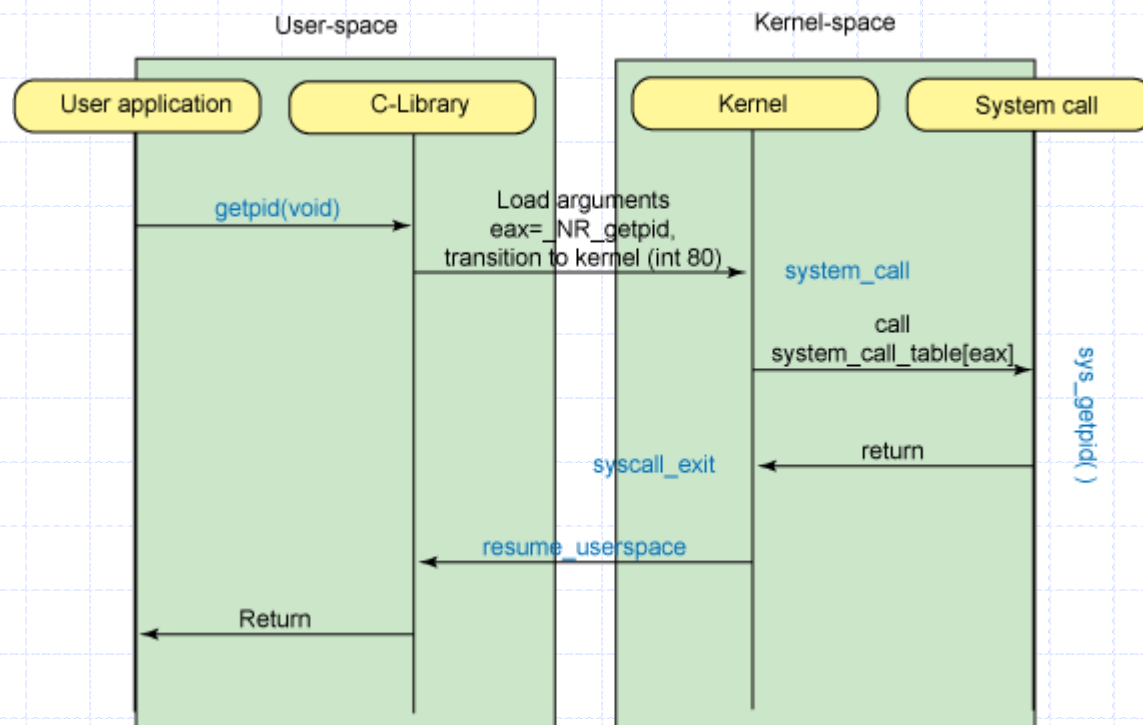 User-space
Kernel-space
User application
C-Library
Kernel
System call
getpid(void)
Load arguments
eax=_NR_getpid,
transition to kernel (int 80)
system_call
call
system_call_table[eax]
sys_getpid( )
return
syscall_exit
resume_userspace
Return